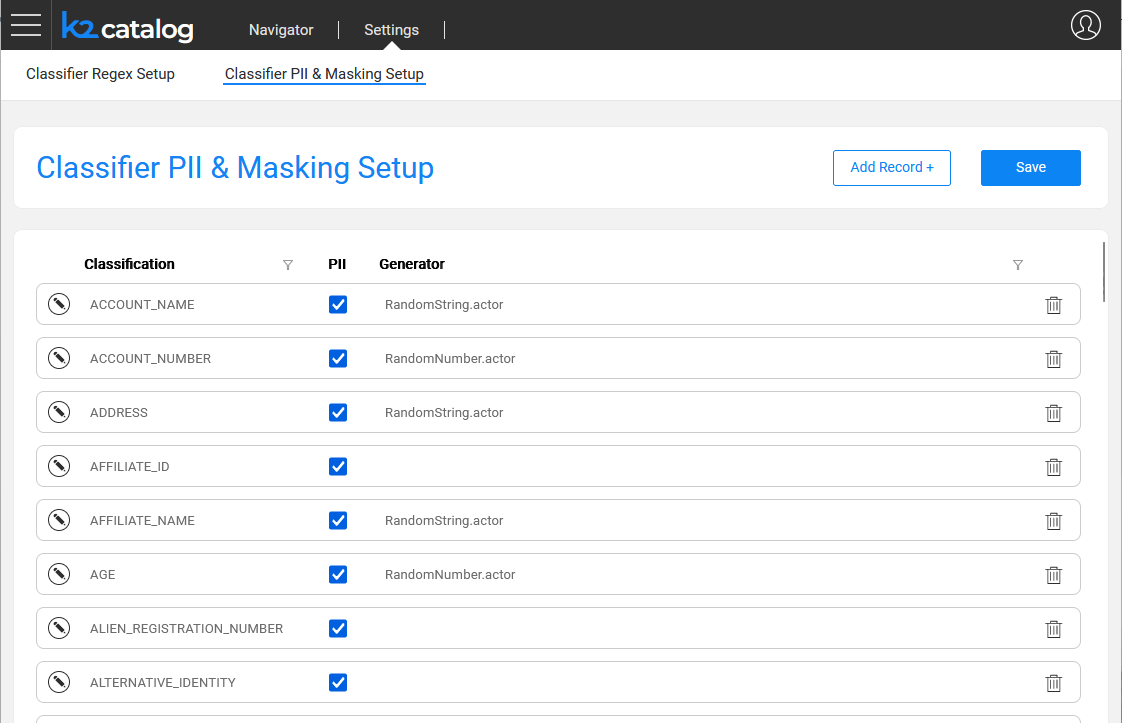 k2catalog Navigator Settings
Classifier Regex Setup Classifier PII & Masking Setup
Classifier PII & Masking Setup Add Record + Save
Classification PII Generator
ACCOUNT_NAME RandomString.actor
ACCOUNT_NUMBER RandomNumber.actor
ADDRESS RandomString.actor
AFFILIATE_ID
AFFILIATE_NAME RandomString.actor
AGE RandomNumber.actor
ALIEN_REGISTRATION_NUMBER
ALTERNATIVE_IDENTITY